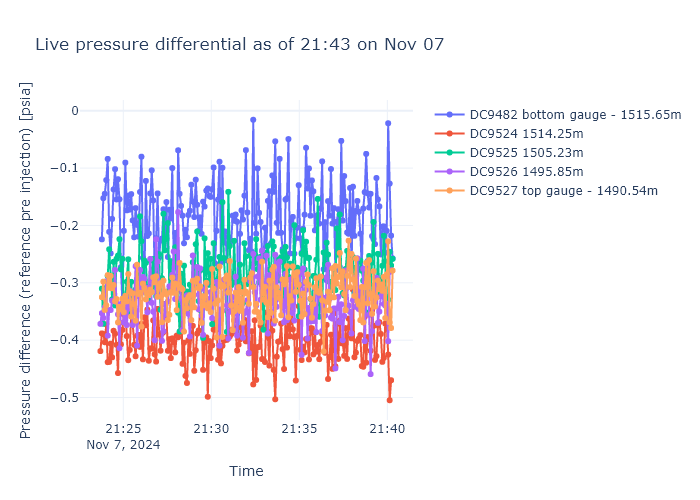 Live pressure differential as of 21:43 on Nov 07
Pressure difference (reference pre injection) [psia]
0
−0.1
−0.2
−0.3
−0.4
−0.5
21:25
Nov 7, 2024
21:30
21:35
21:40
Time
DC9482 bottom gauge - 1515.65m
DC9524 1514.25m
DC9525 1505.23m
DC9526 1495.85m
DC9527 top gauge - 1490.54m